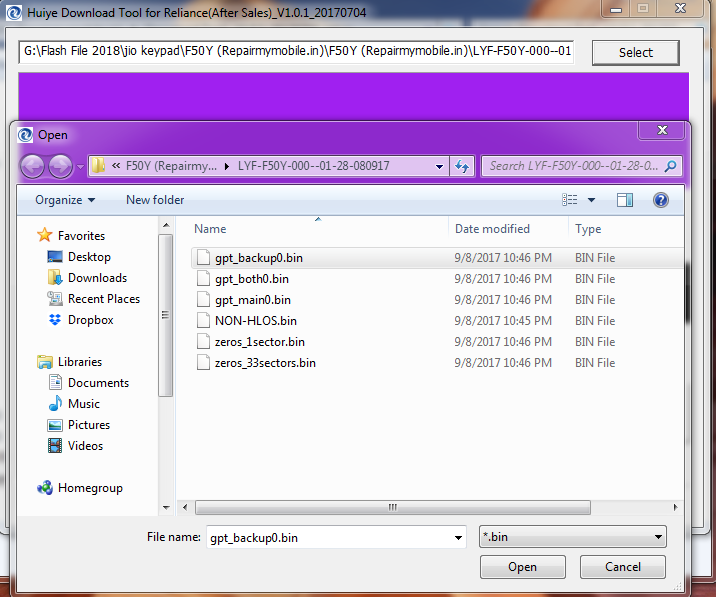 Huiye Download Tool for Reliance(After Sales)_V1.0.1_20170704
G:\Flash File 2018\jio keypad\F50Y (Repairmymobile.in)\F50Y (Repairmymobile.in)\LYF-F50Y-000--01 Select
Open
« F50Y (Repairmy... LYF-F50Y-000--01-28-080917 Search LYF-F50Y-000--01-28-0...
Organize New folder
Name Date modified Type
Favorites
Desktop
Downloads
Recent Places
Dropbox
Libraries
Documents
Music
Pictures
Videos
Homegroup
gpt_backup0.bin 9/8/2017 10:46 PM BIN File
gpt_both0.bin 9/8/2017 10:46 PM BIN File
gpt_main0.bin 9/8/2017 10:46 PM BIN File
NON-HLOS.bin 9/8/2017 10:45 PM BIN File
zeros_1sector.bin 9/8/2017 10:46 PM BIN File
zeros_33sectors.bin 9/8/2017 10:46 PM BIN File
File name: gpt_backup0.bin *.bin
Open Cancel